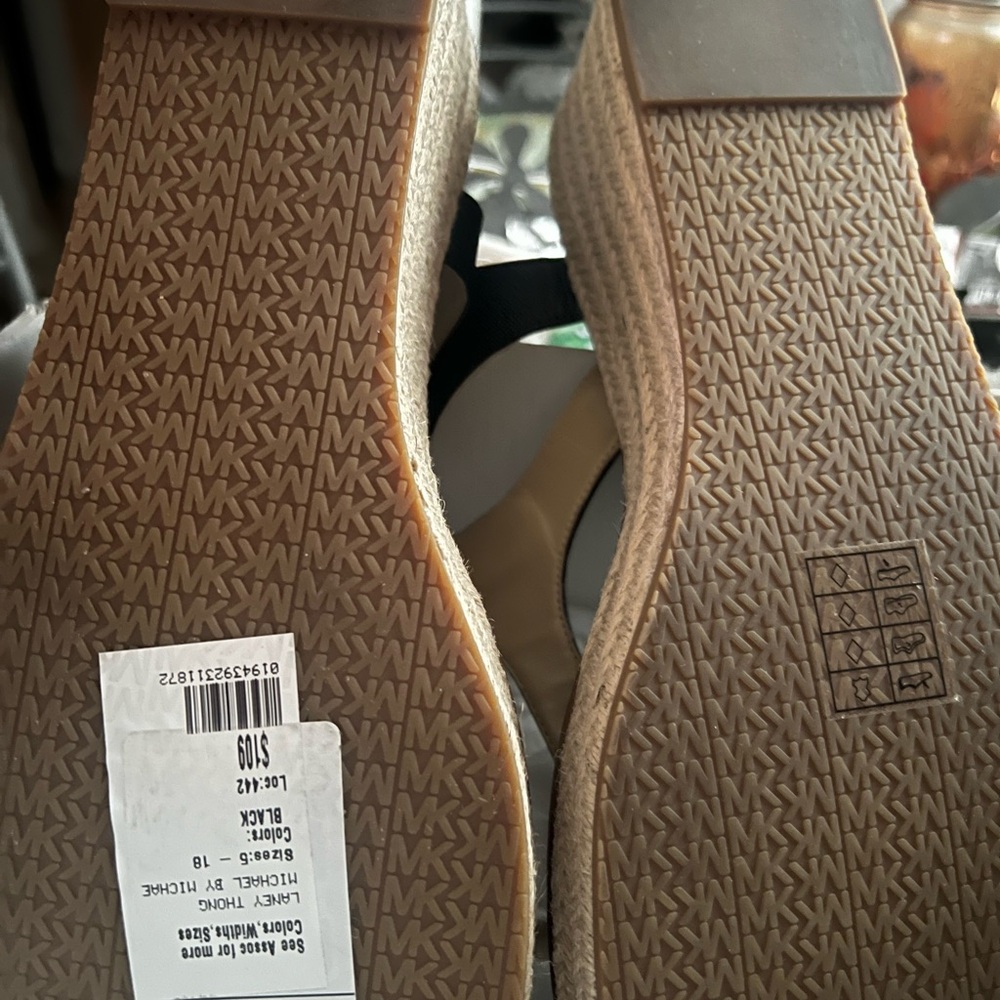 See Assoc for more
Colors,Widths,Sizes
LANEY THONG
MICHAEL BY MICHAE
Sizes:5 - 18
Colors:
BLACK
Loc:442
$109
0194392311872
MK